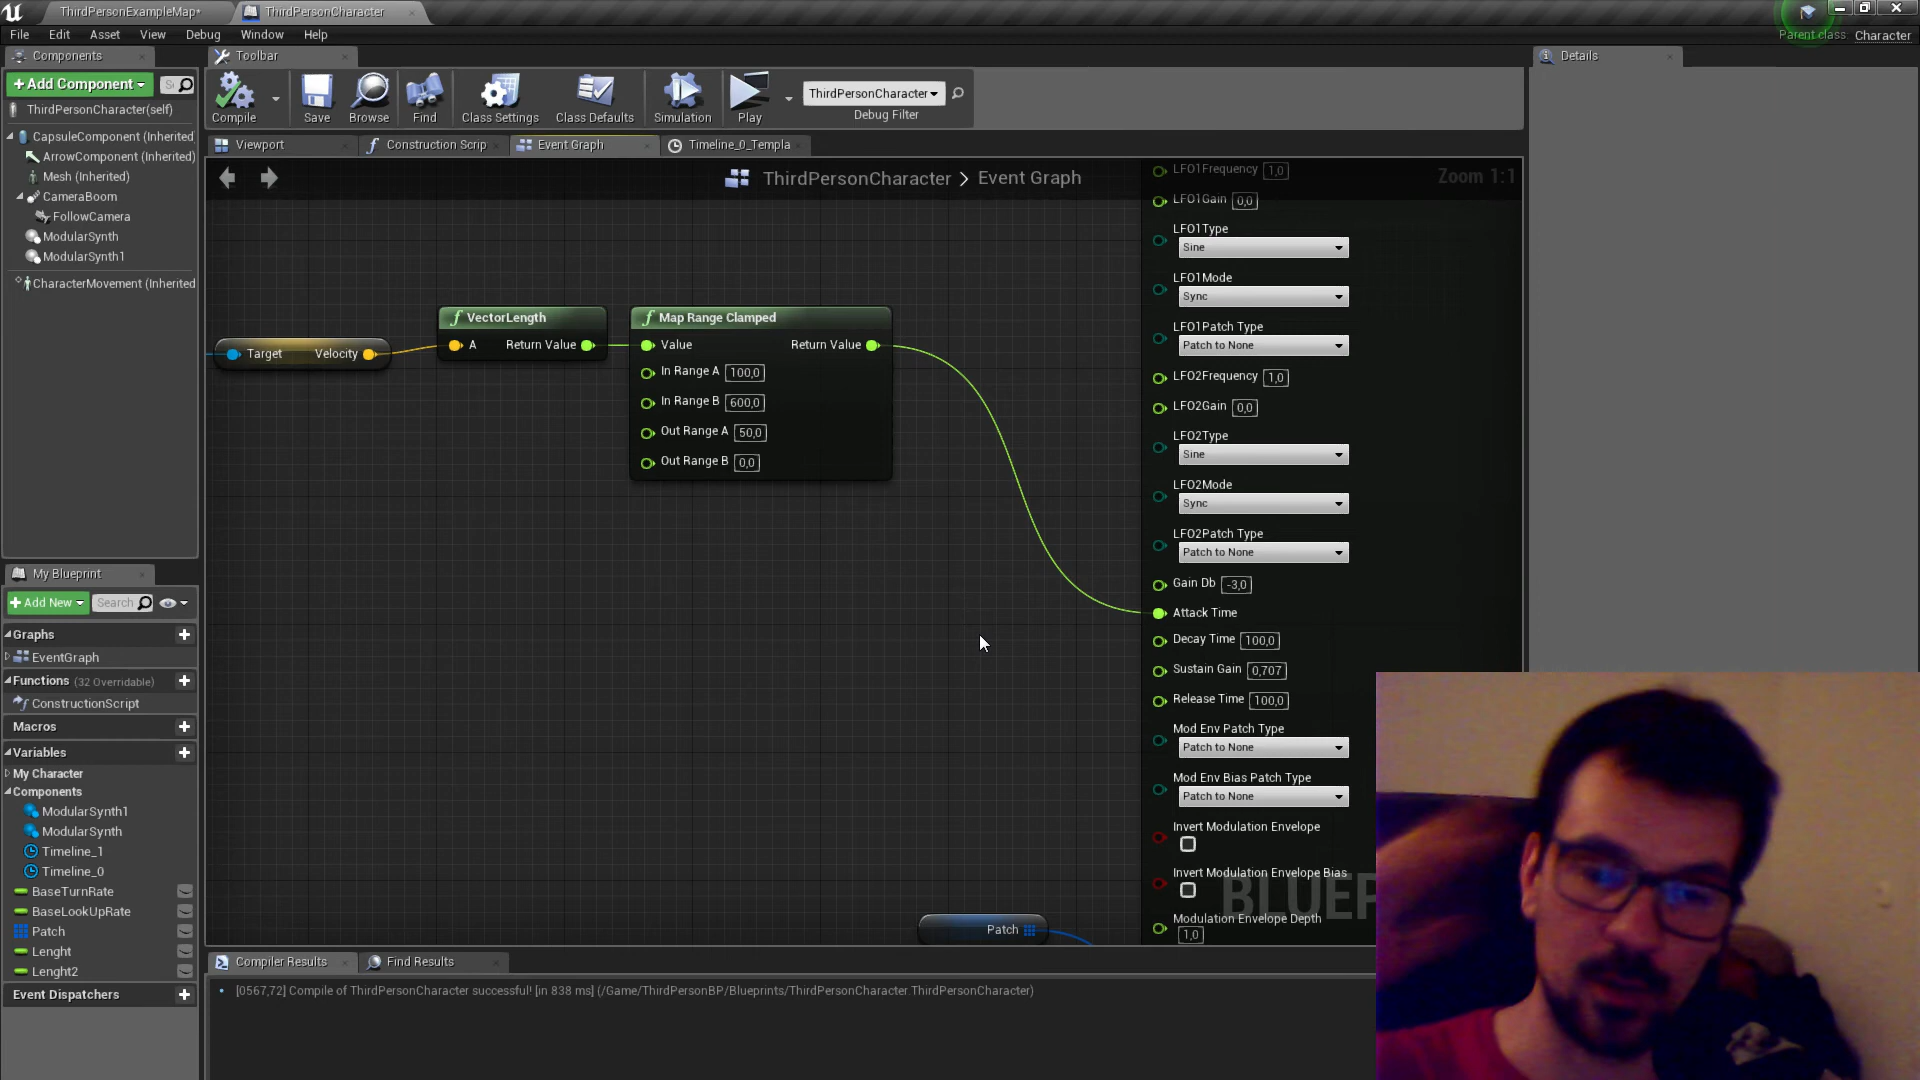 ThirdPersonExampleMap*
ThirdPersonCharacter
File Edit Asset View Debug Window Help
Parent class: Character
Components
Toolbar
Details
Add Component
ThirdPersonCharacter(self)
CapsuleComponent (Inherited
ArrowComponent (Inherited)
Mesh (Inherited)
CameraBoom
FollowCamera
ModularSynth
ModularSynth1
CharacterMovement (Inherited
Compile
Save
Browse
Find
Class Settings
Class Defaults
Simulation
Play
ThirdPersonCharacter
Debug Filter
Viewport
Construction Scrip
Event Graph
Timeline_0_Templa
ThirdPersonCharacter > Event Graph
Zoom 1:1
Target Velocity
VectorLength
A Return Value
Map Range Clamped
Value Return Value
In Range A 100,0
In Range B 600,0
Out Range A 50,0
Out Range B 0,0
LFO1Frequency 1,0
LFO1Gain 0,0
LFO1Type
Sine
LFO1Mode
Sync
LFO1Patch Type
Patch to None
LFO2Frequency 1,0
LFO2Gain 0,0
LFO2Type
Sine
LFO2Mode
Sync
LFO2Patch Type
Patch to None
Gain Db -3,0
Attack Time
Decay Time 100,0
Sustain Gain 0,707
Release Time 100,0
Mod Env Patch Type
Patch to None
Mod Env Bias Patch Type
Patch to None
Invert Modulation Envelope
Invert Modulation Envelope Bias
Modulation Envelope Depth
1,0
BLUEP
Patch
My Blueprint
Add New
Search
Graphs
EventGraph
Functions (32 Overridable)
ConstructionScript
Macros
Variables
My Character
Components
ModularSynth1
ModularSynth
Timeline_1
Timeline_0
BaseTurnRate
BaseLookUpRate
Patch
Lenght
Lenght2
Event Dispatchers
Compiler Results
Find Results
[0567,72] Compile of ThirdPersonCharacter successful! [in 838 ms] (/Game/ThirdPersonBP/Blueprints/ThirdPersonCharacter.ThirdPersonCharacter)